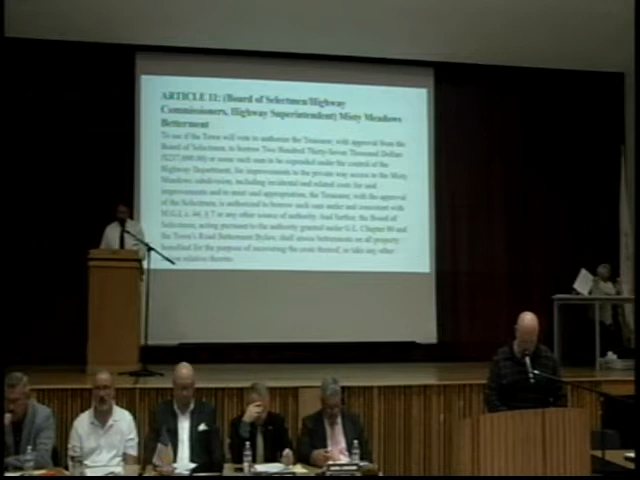 ARTICLE 11: (Board of Selectmen/Highway
Commissioners, Highway Superintendent) Misty Meadows
Betterment
To see if the Town will vote to authorize the Treasurer, with approval from the
Board of Selectmen, to borrow Two Hundred Thirty-Seven Thousand Dollars
($237,000.00) or some such sum to be expended under the control of the
Highway Department, for improvements to the private way access in the Misty
Meadows subdivision, including incidental and related costs for said
improvements and to meet said appropriation, the Treasurer, with the approval
of the Selectmen, is authorized to borrow such sum under and consistent with
M.G.L.c. 44, § 7 or any other source of authority. And further, the Board of
Selectmen, acting pursuant to the authority granted under G.L. Chapter 80 and
the Town's Road Betterment Bylaw, shall assess betterments on all property
benefited for the purpose of recovering the costs thereof, or take any other
relative thereto.